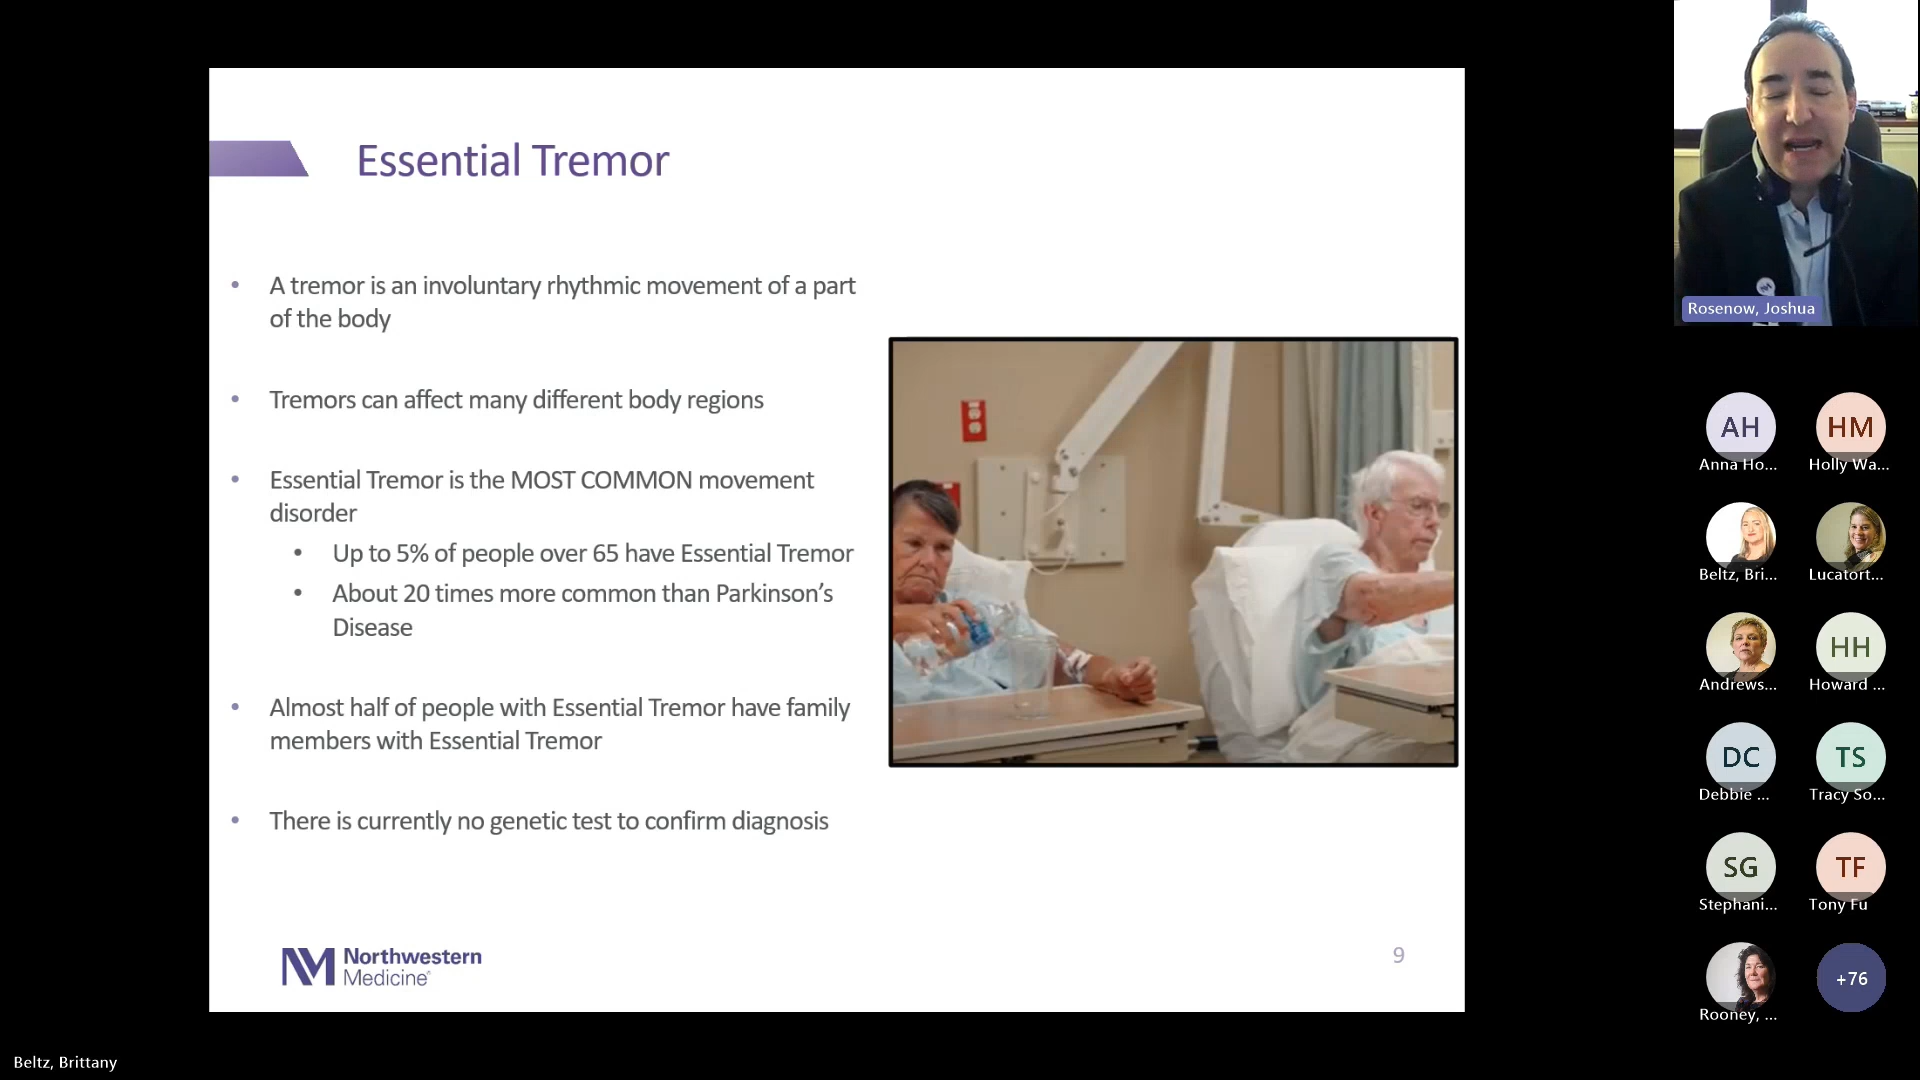 Essential Tremor
• A tremor is an involuntary rhythmic movement of a part
of the body
• Tremors can affect many different body regions
• Essential Tremor is the MOST COMMON movement
disorder
• Up to 5% of people over 65 have Essential Tremor
• About 20 times more common than Parkinson's
Disease
• Almost half of people with Essential Tremor have family
members with Essential Tremor
• There is currently no genetic test to confirm diagnosis
NM Northwestern
Medicine
9
Rosenow, Joshua
AH
HM
Anna Ho...
Holly Wa...
Beltz, Bri...
Lucatort...
HH
Andrews...
Howard ...
DC
TS
Debbie ...
Tracy So...
SG
TF
Stephani...
Tony Fu
+76
Rooney, ...
Beltz, Brittany